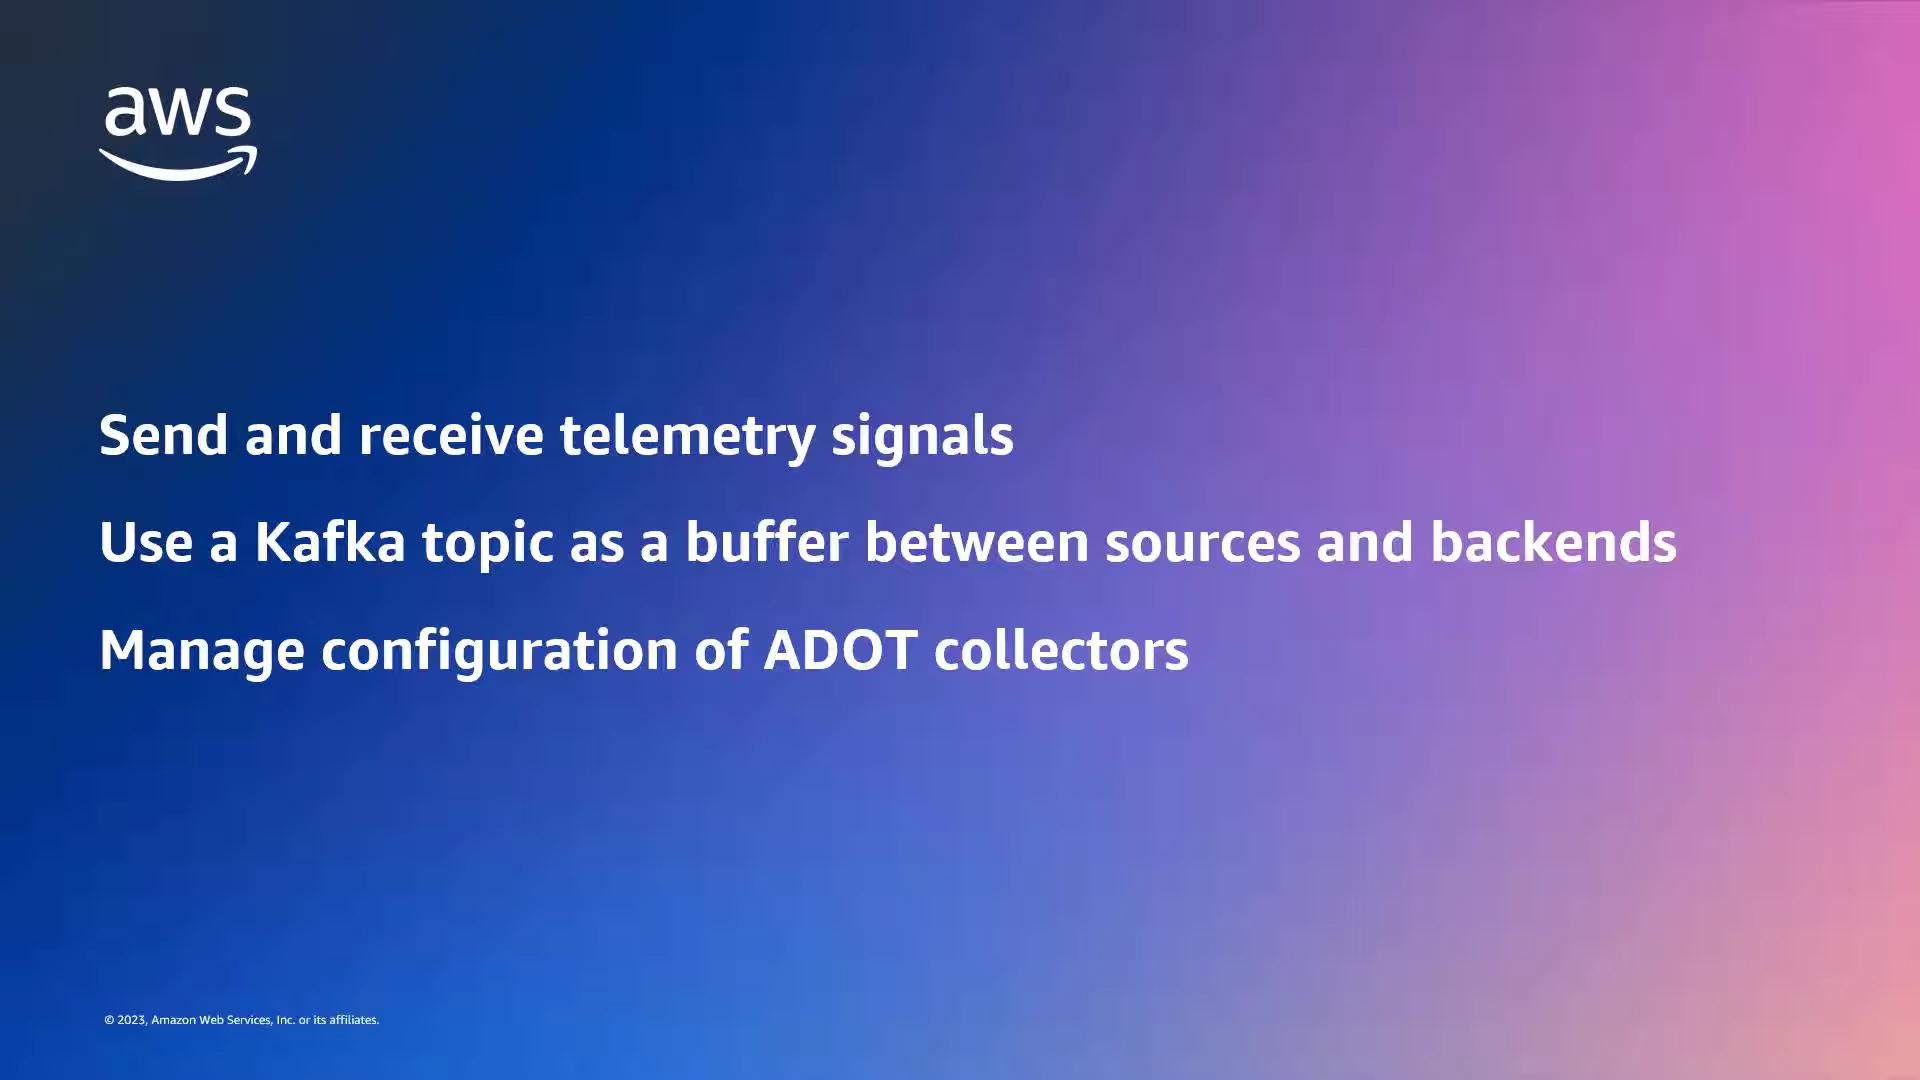 aws
Send and receive telemetry signals
Use a Kafka topic as a buffer between sources and backends
Manage configuration of ADOT collectors
© 2023, Amazon Web Services, Inc. or its affiliates.